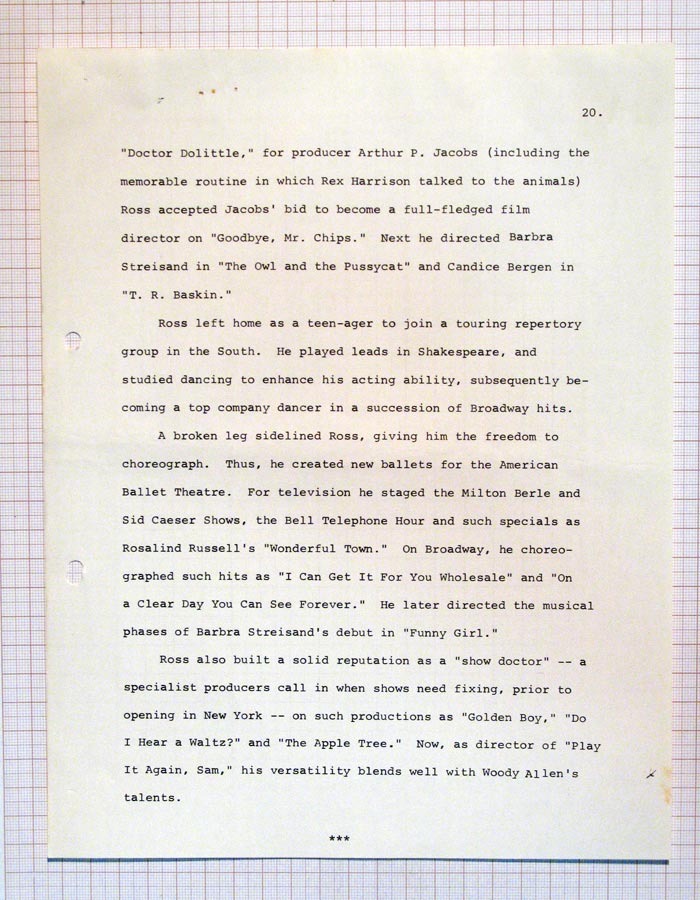 20.
"Doctor Dolittle," for producer Arthur P. Jacobs (including the
memorable routine in which Rex Harrison talked to the animals)
Ross accepted Jacobs' bid to become a full-fledged film
director on "Goodbye, Mr. Chips."  Next he directed Barbra
Streisand in "The Owl and the Pussycat" and Candice Bergen in
"T. R. Baskin."
Ross left home as a teen-ager to join a touring repertory
group in the South.  He played leads in Shakespeare, and
studied dancing to enhance his acting ability, subsequently be-
coming a top company dancer in a succession of Broadway hits.
A broken leg sidelined Ross, giving him the freedom to
choreograph.  Thus, he created new ballets for the American
Ballet Theatre.  For television he staged the Milton Berle and
Sid Caeser Shows, the Bell Telephone Hour and such specials as
Rosalind Russell's "Wonderful Town."  On Broadway, he choreo-
graphed such hits as "I Can Get It For You Wholesale" and "On
a Clear Day You Can See Forever."  He later directed the musical
phases of Barbra Streisand's debut in "Funny Girl."
Ross also built a solid reputation as a "show doctor" -- a
specialist producers call in when shows need fixing, prior to
opening in New York -- on such productions as "Golden Boy," "Do
I Hear a Waltz?" and "The Apple Tree."  Now, as director of "Play
It Again, Sam," his versatility blends well with Woody Allen's
talents.
***